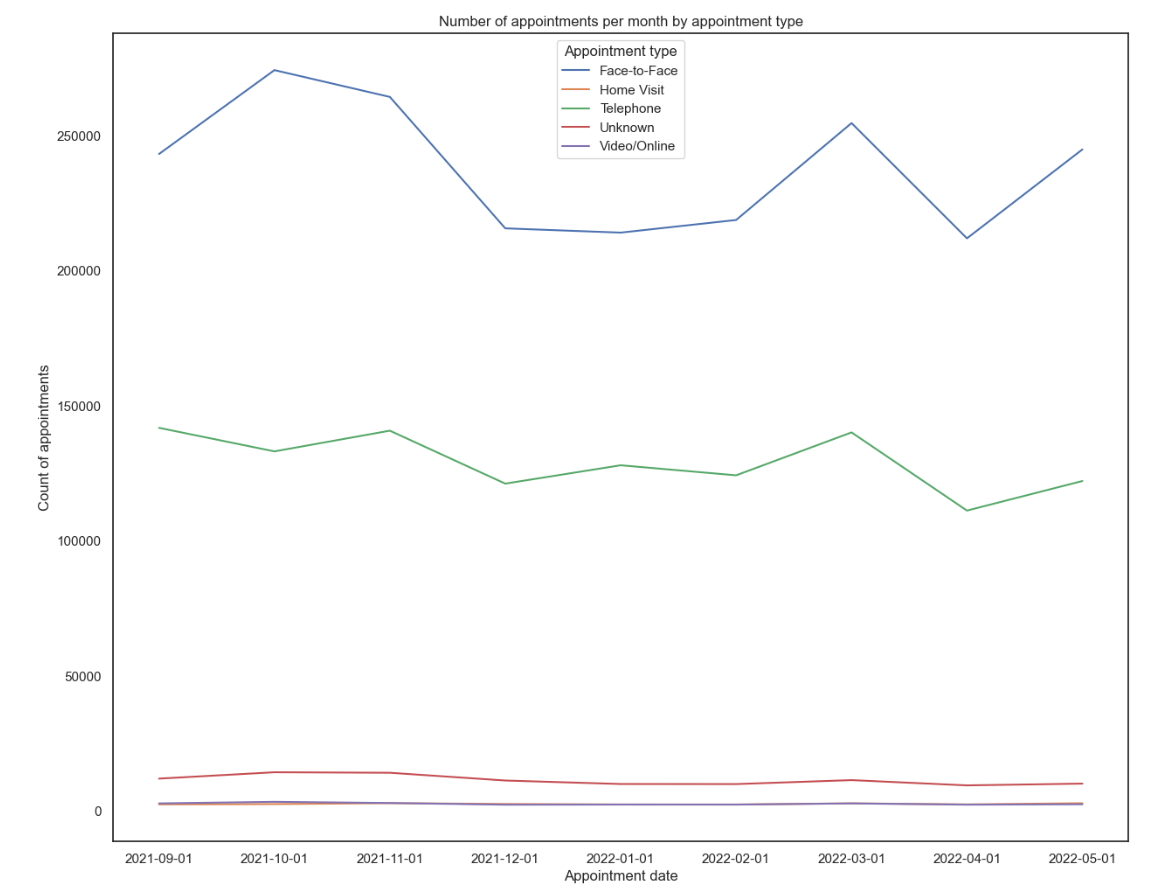 Number of appointments per month by appointment type
Appointment type
Face-to-Face
Home Visit
Telephone
Unknown
Video/Online
250000
200000
150000
100000
50000
0
Count of appointments
2021-09-01 2021-10-01 2021-11-01 2021-12-01 2022-01-01 2022-02-01 2022-03-01 2022-04-01 2022-05-01
Appointment date